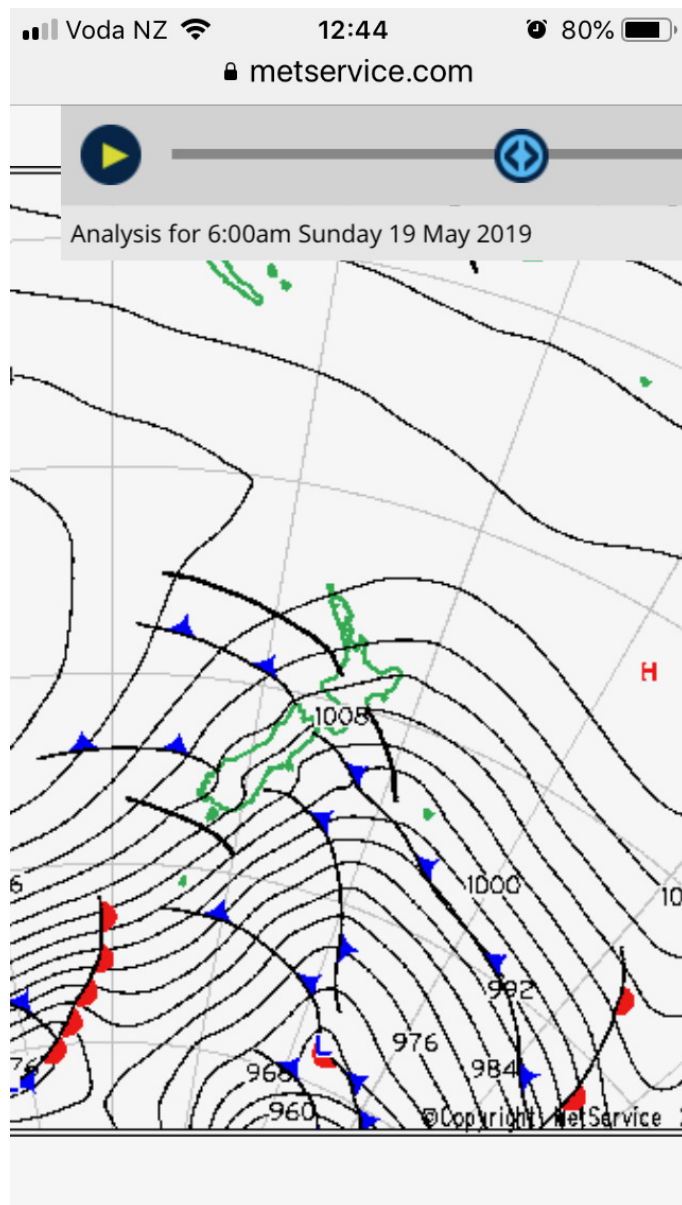 Voda NZ 12:44 80%
metservice.com
Analysis for 6:00am Sunday 19 May 2019
H
1008
1000
992
976
984
L
968
960
©Copyright MetService